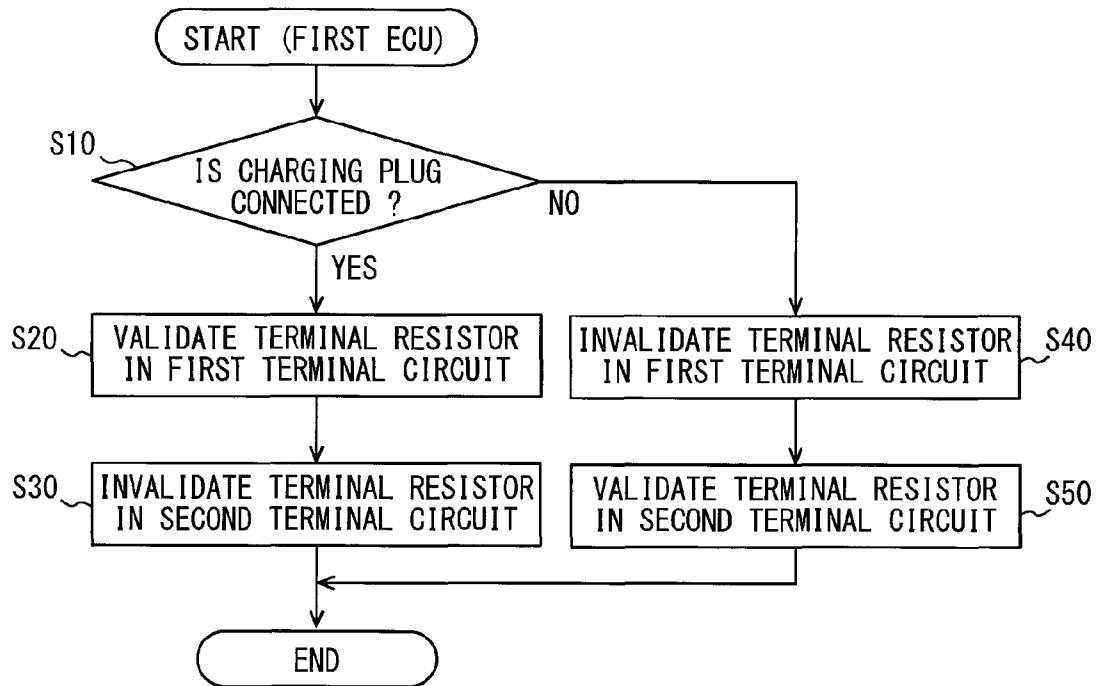 START (FIRST ECU)
S10
IS CHARGING PLUG
CONNECTED ?
NO
YES
S20
VALIDATE TERMINAL RESISTOR
IN FIRST TERMINAL CIRCUIT
INVALIDATE TERMINAL RESISTOR
IN FIRST TERMINAL CIRCUIT
S40
S30
INVALIDATE TERMINAL RESISTOR
IN SECOND TERMINAL CIRCUIT
VALIDATE TERMINAL RESISTOR
IN SECOND TERMINAL CIRCUIT
S50
END